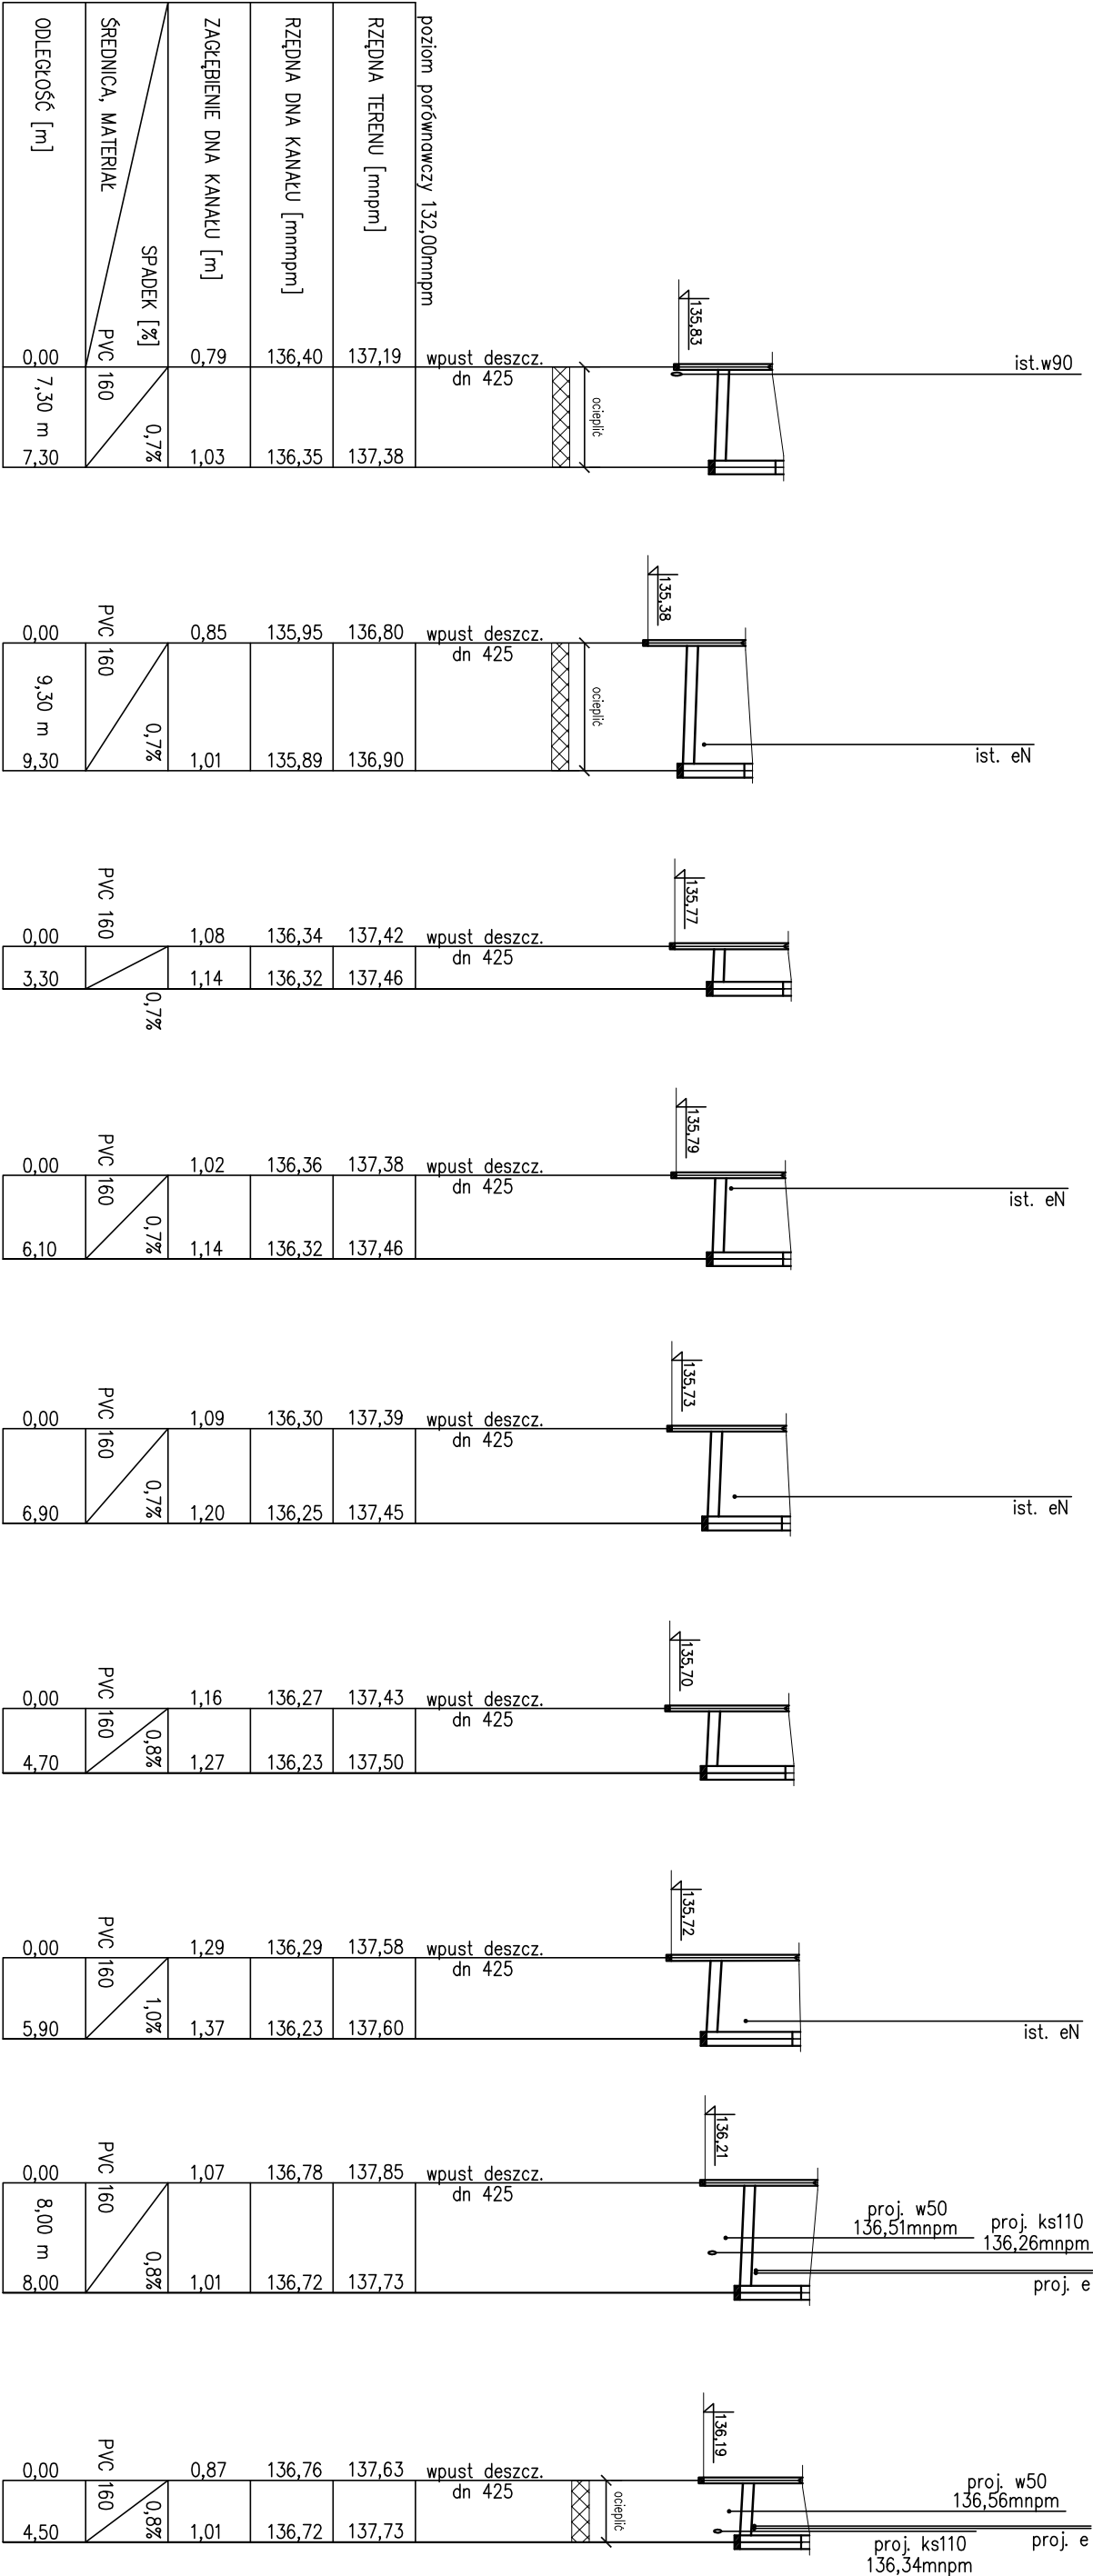 poziom porównawczy 132,00mnpm
RZĘDNA TERENU [mnpm]
RZĘDNA DNA KANAŁU [mnmpm]
ZAGŁĘBIENIE DNA KANAŁU [m]
SPADEK [%]
ŚREDNICA, MATERIAŁ
ODLEGŁOŚĆ [m]
135,83
ist.w90
0,00
PVC 160
0,79
136,40
137,19
wpust deszcz.
dn 425
ocieplić
7,30 m
0,7%
7,30
1,03
136,35
137,38
135,38
0,00
PVC 160
0,85
135,95
136,80
wpust deszcz.
dn 425
ocieplić
ist. eN
9,30 m
0,7%
9,30
1,01
135,89
136,90
135,77
0,00
PVC 160
1,08
136,34
137,42
wpust deszcz.
dn 425
3,30
1,14
136,32
137,46
0,7%
135,79
0,00
PVC 160
1,02
136,36
137,38
wpust deszcz.
dn 425
ist. eN
0,7%
6,10
1,14
136,32
137,46
135,73
0,00
PVC 160
1,09
136,30
137,39
wpust deszcz.
dn 425
ist. eN
0,7%
6,90
1,20
136,25
137,45
135,70
0,00
PVC 160
1,16
136,27
137,43
wpust deszcz.
dn 425
0,8%
4,70
1,27
136,23
137,50
135,72
0,00
PVC 160
1,29
136,29
137,58
wpust deszcz.
dn 425
ist. eN
1,0%
5,90
1,37
136,23
137,60
136,21
0,00
PVC 160
1,07
136,78
137,85
wpust deszcz.
dn 425
proj. w50
136,51mnpm
proj. ks110
136,26mnpm
proj. e
8,00 m
0,8%
8,00
1,01
136,72
137,73
136,19
0,00
PVC 160
0,87
136,76
137,63
wpust deszcz.
dn 425
ocieplić
proj. w50
136,56mnpm
proj. e
proj. ks110
136,34mnpm
0,8%
4,50
1,01
136,72
137,73